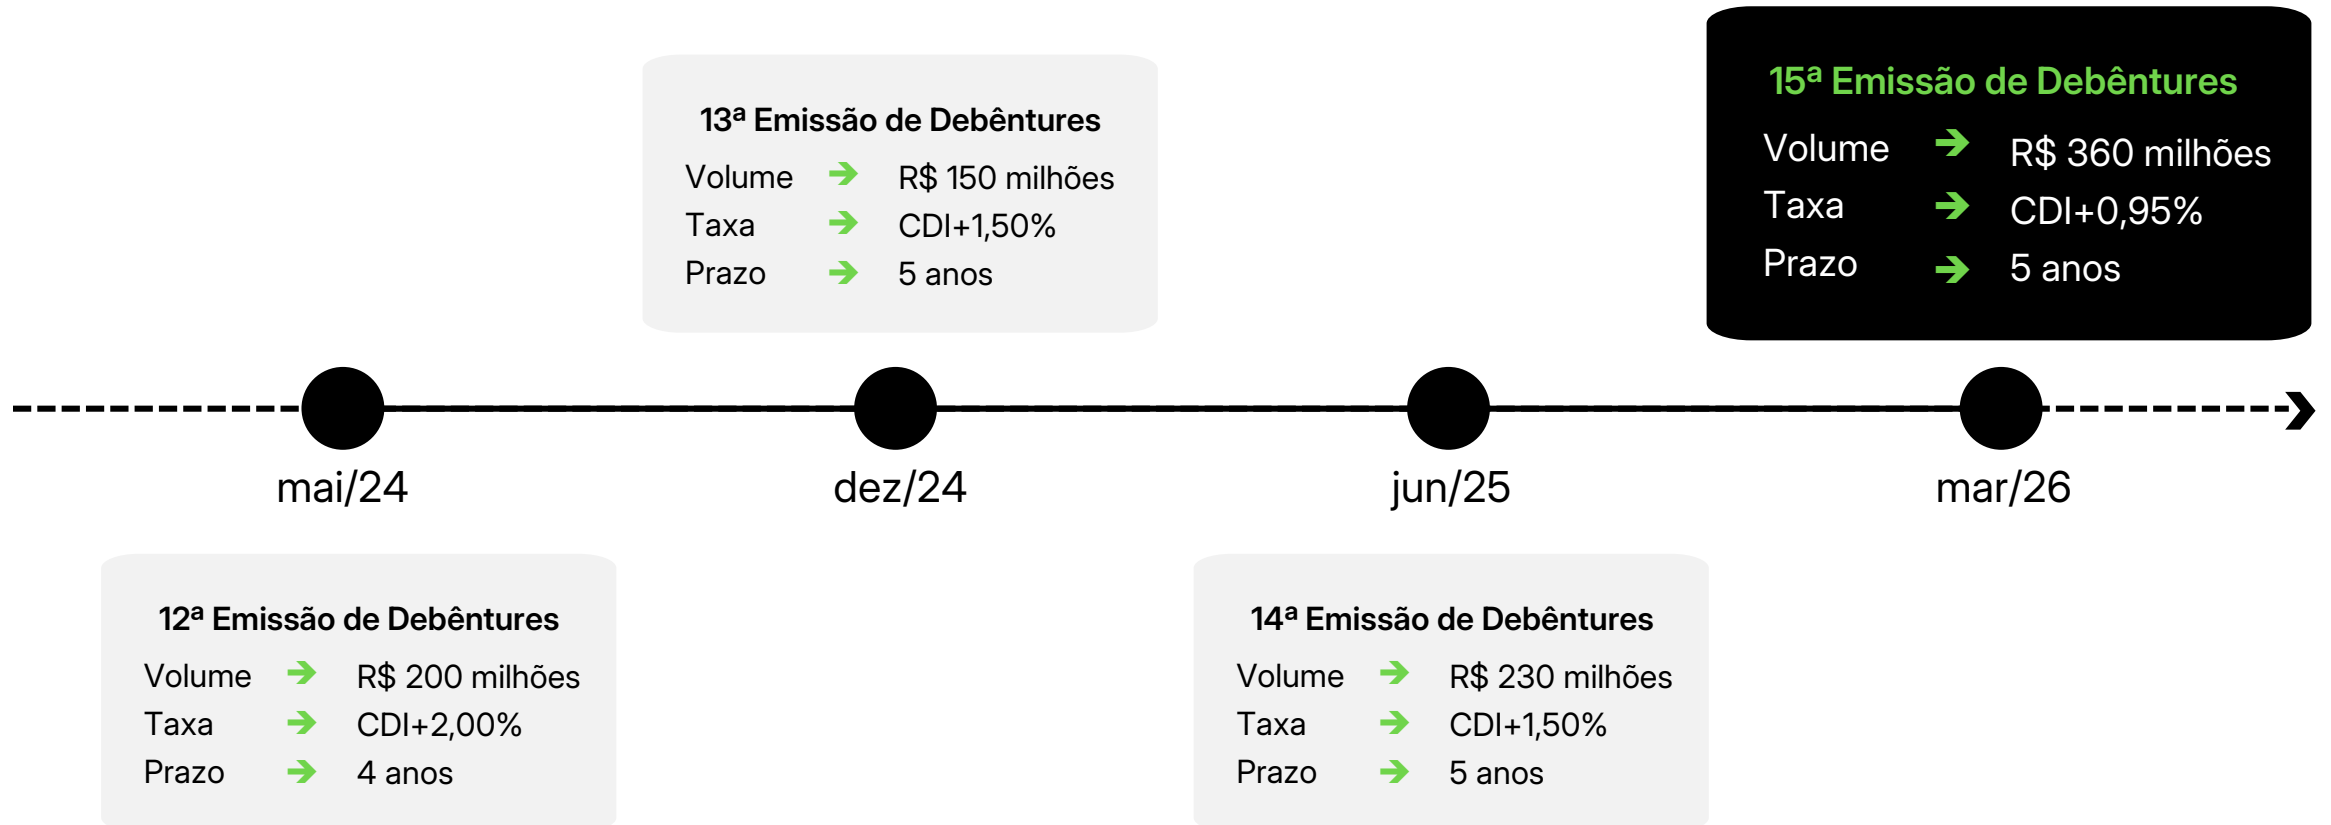 15ª Emissão de Debêntures
Volume → R$ 360 milhões
Taxa → CDI+0,95%
Prazo → 5 anos
13ª Emissão de Debêntures
Volume → R$ 150 milhões
Taxa → CDI+1,50%
Prazo → 5 anos
mai/24 dez/24 jun/25 mar/26
12ª Emissão de Debêntures
Volume → R$ 200 milhões
Taxa → CDI+2,00%
Prazo → 4 anos
14ª Emissão de Debêntures
Volume → R$ 230 milhões
Taxa → CDI+1,50%
Prazo → 5 anos